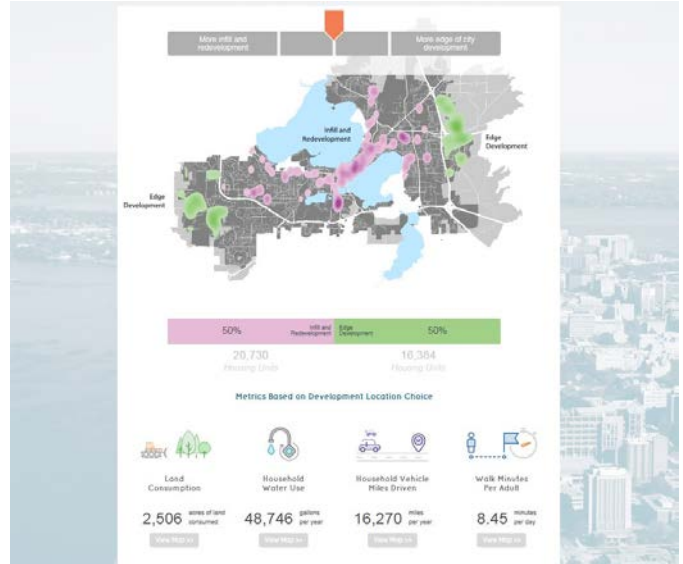 More infill and
redevelopment
More edge of city
development
Infill and
Redevelopment
Edge
Development
Edge
Development
50%
Infill and
Redevelopment
Edge
Development
50%
20,730
Housing Units
16,384
Housing Units
Metrics Based on Development Location Choice
Land
Consumption
Household
Water Use
Household Vehicle
Miles Driven
Walk Minutes
Per Adult
2,506 acres of land
consumed
48,746 gallons
per year
16,270 miles
per year
8.45 minutes
per day
View Map >>
View Map >>
View Map >>
View Map >>